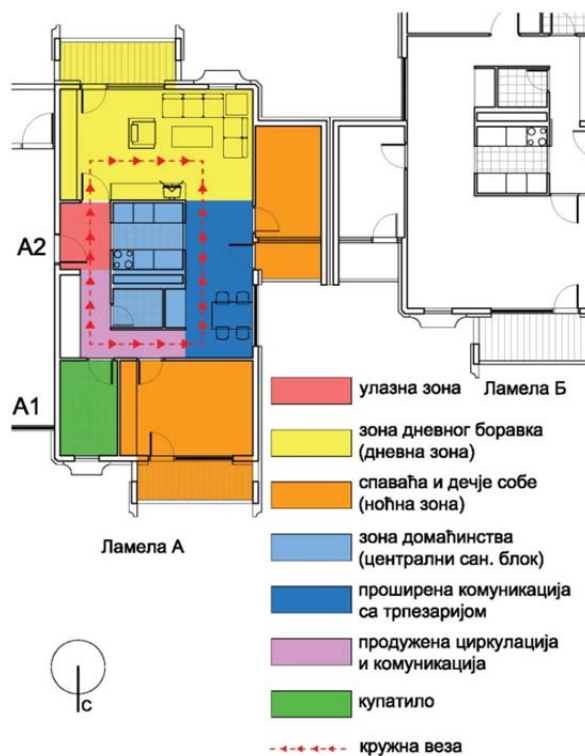 A2
A1
Ламела А
Ламела Б
улазна зона
зона дневног боравка
(дневна зона)
спаваћа и дечје собе
(ноћна зона)
зона домаћинства
(централни сан. блок)
проширена комуникација
са трпезаријом
продужена циркулација
и комуникација
купатило
кружна веза
с